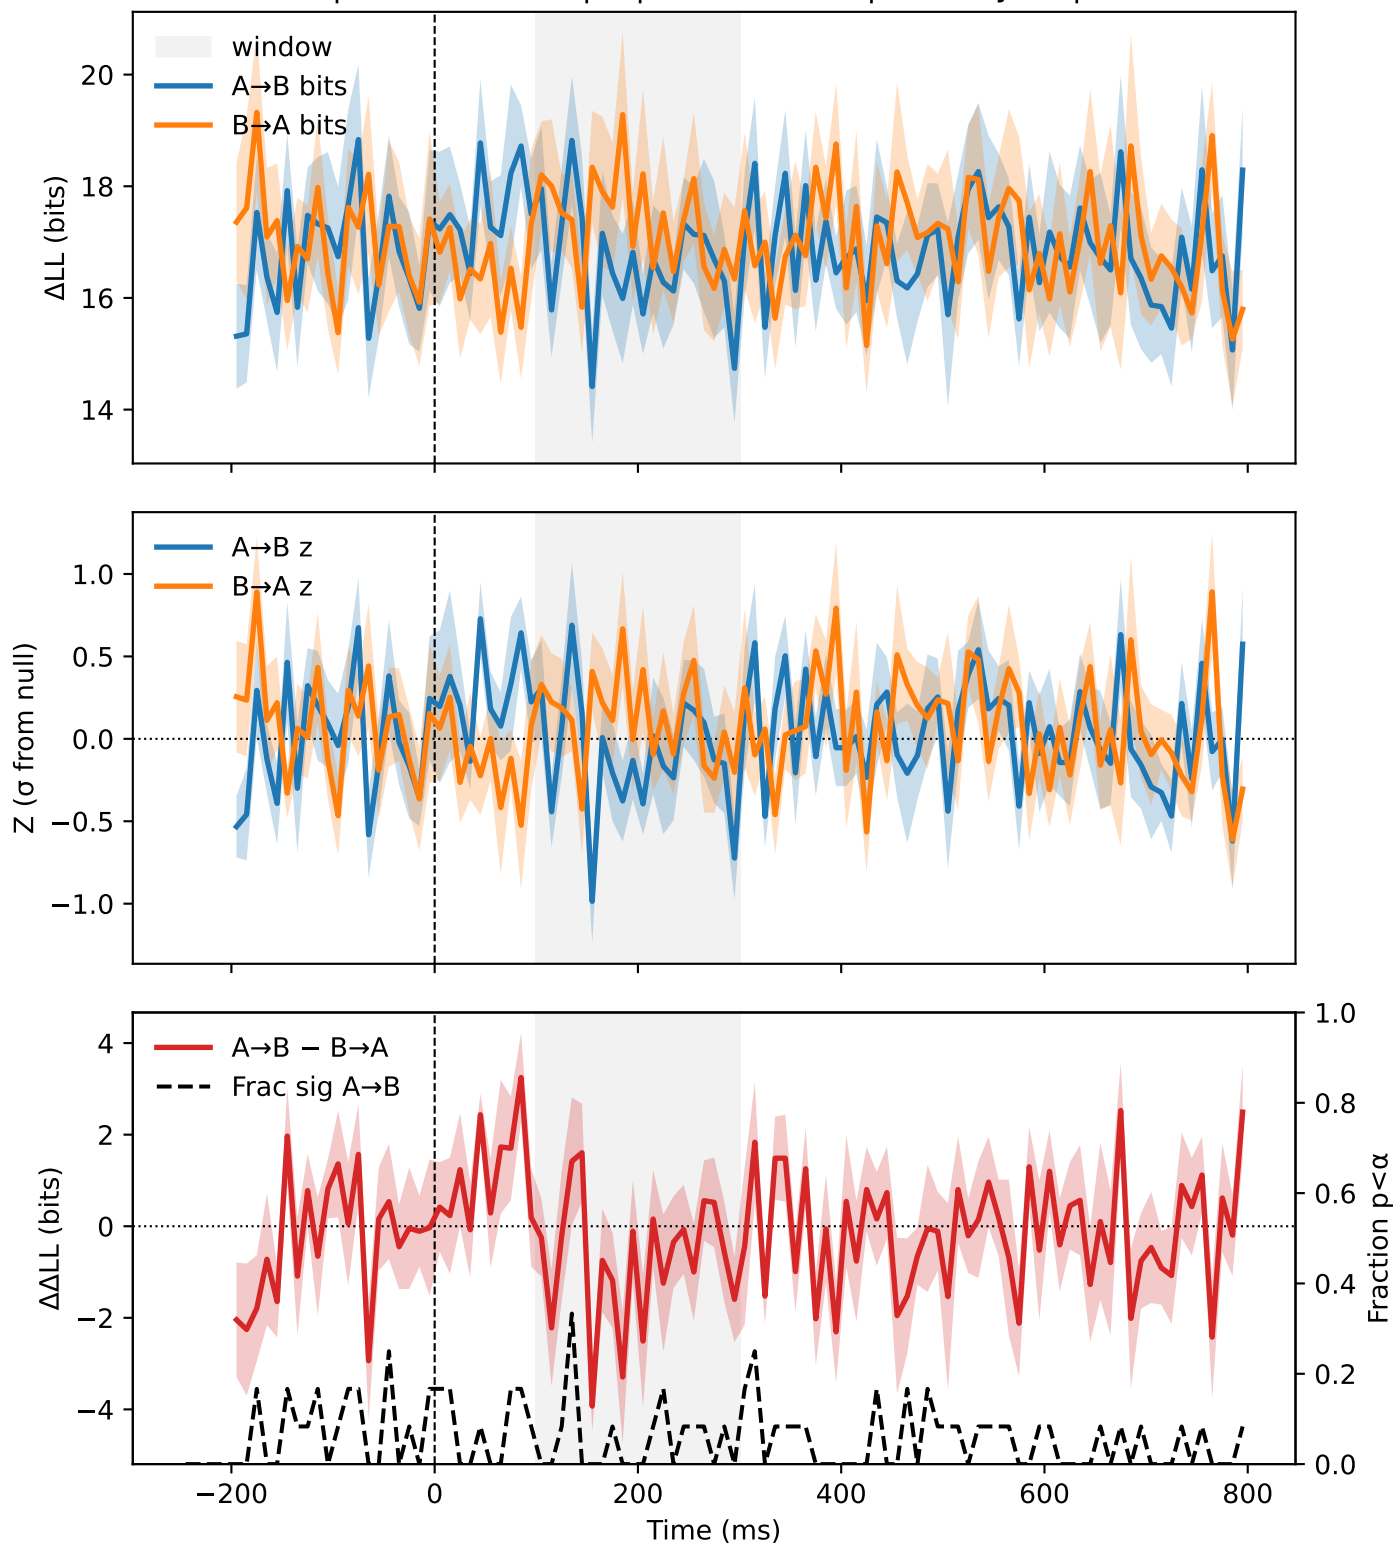 window
A→B bits
B→A bits
ΔLL (bits)
20
18
16
14
A→B z
B→A z
Z (σ from null)
1.0
0.5
0.0
−0.5
−1.0
A→B − B→A
Frac sig A→B
ΔΔLL (bits)
4
2
0
−2
−4
1.0
0.8
0.6
0.4
0.2
0.0
Fraction p<α
−200
0
200
400
600
800
Time (ms)